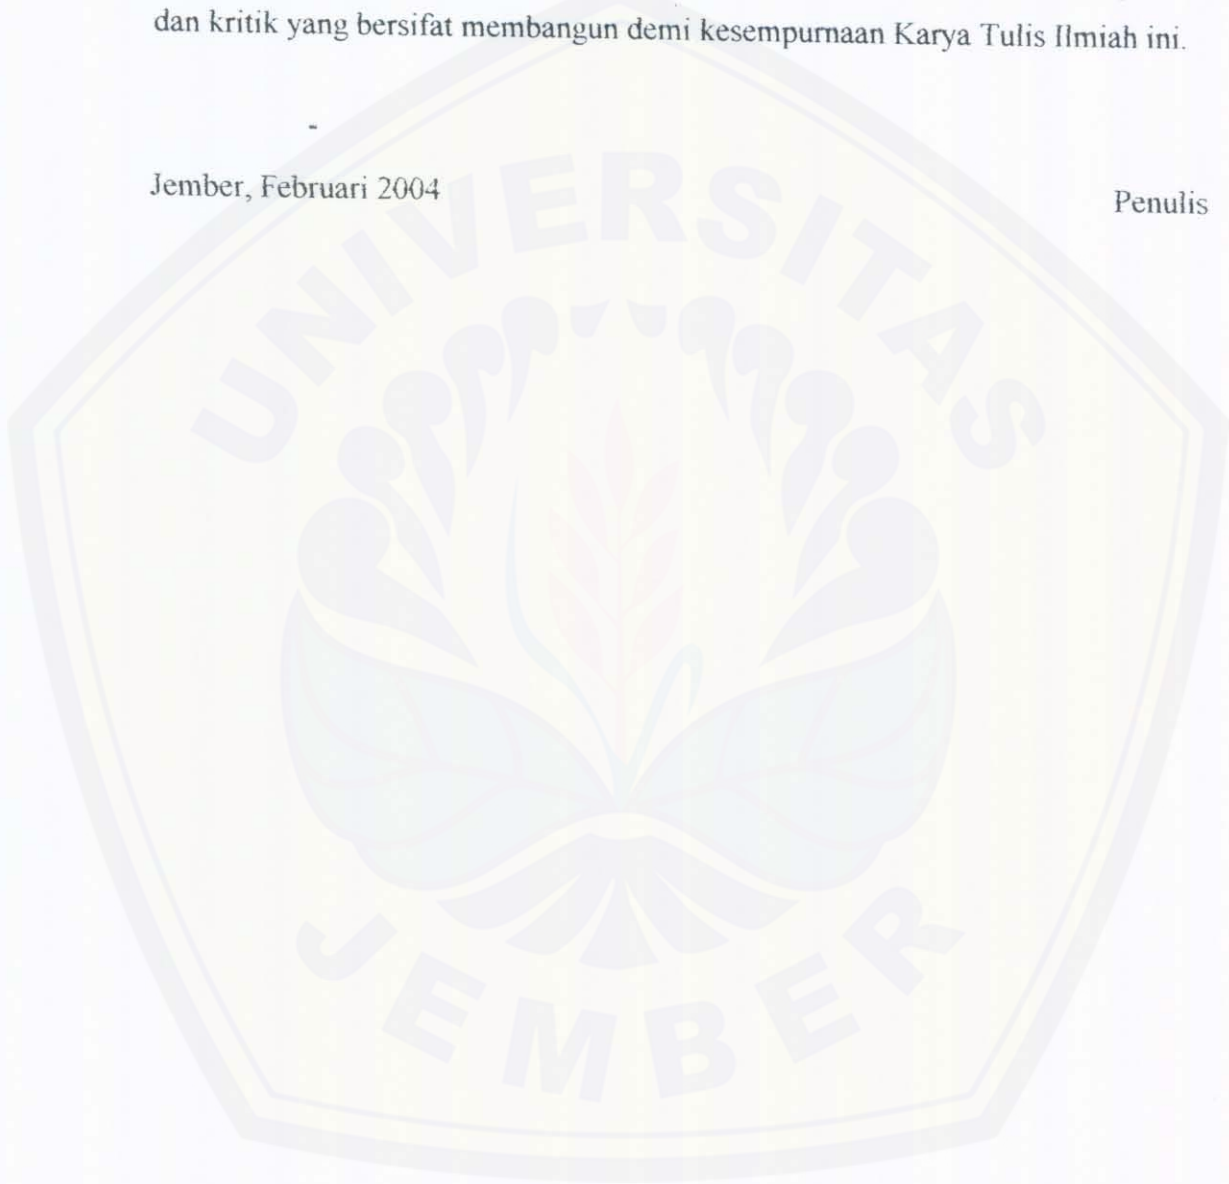 dan kritik yang bersifat membangun demi kesempurnaan Karya Tulis Ilmiah ini.
Jember, Februari 2004
Penulis
UNIVERSITAS
JEMBER